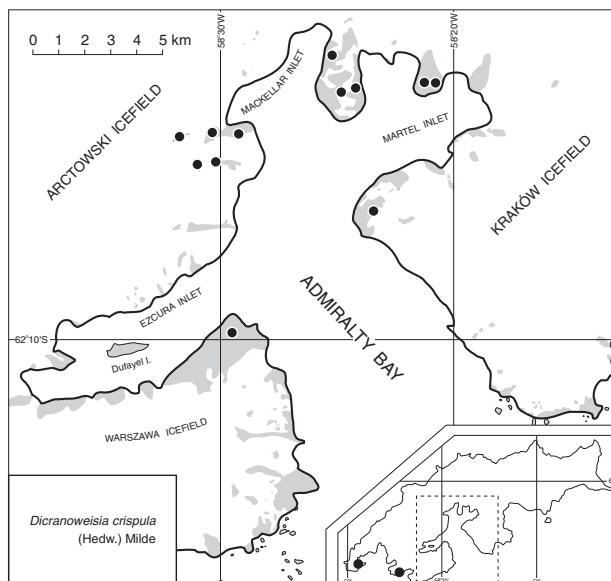 58°30'W
58°20'W
0 1 2 3 4 5 km
MACKELLAR INLET
MARTEL INLET
ARCTOWSKI ICEFIELD
KRAKÓW ICEFIELD
ADMIRALTY BAY
EZCURA INLET
62°10'S
Dufayel I.
WARSZAWA ICEFIELD
Dicranoweisia crispula
(Hedw.) Milde